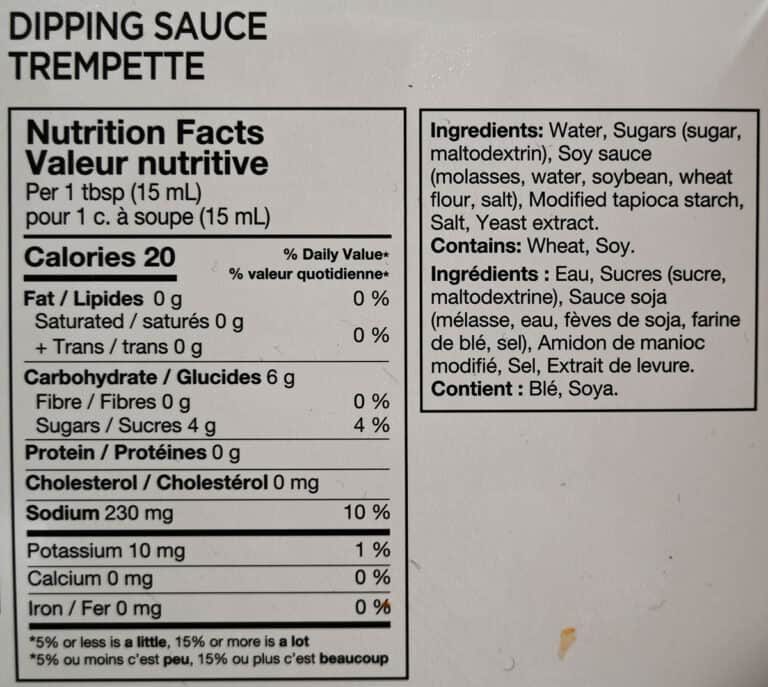 DIPPING SAUCE
TREMPETTE
Nutrition Facts
Valeur nutritive
Per 1 tbsp (15 mL)
pour 1 c. à soupe (15 mL)
Calories 20
% Daily Value*
% valeur quotidienne*
Fat / Lipides 0 g 0 %
Saturated / saturés 0 g
+ Trans / trans 0 g
0 %
Carbohydrate / Glucides 6 g
Fibre / Fibres 0 g 0 %
Sugars / Sucres 4 g 4 %
Protein / Protéines 0 g
Cholesterol / Cholestérol 0 mg
Sodium 230 mg 10 %
Potassium 10 mg 1 %
Calcium 0 mg 0 %
Iron / Fer 0 mg 0 %
*5% or less is a little, 15% or more is a lot
*5% ou moins c'est peu, 15% ou plus c'est beaucoup
Ingredients: Water, Sugars (sugar,
maltodextrin), Soy sauce
(molasses, water, soybean, wheat
flour, salt), Modified tapioca starch,
Salt, Yeast extract.
Contains: Wheat, Soy.
Ingrédients : Eau, Sucres (sucre,
maltodextrine), Sauce soja
(mélasse, eau, fèves de soja, farine
de blé, sel), Amidon de manioc
modifié, Sel, Extrait de levure.
Contient : Blé, Soya.